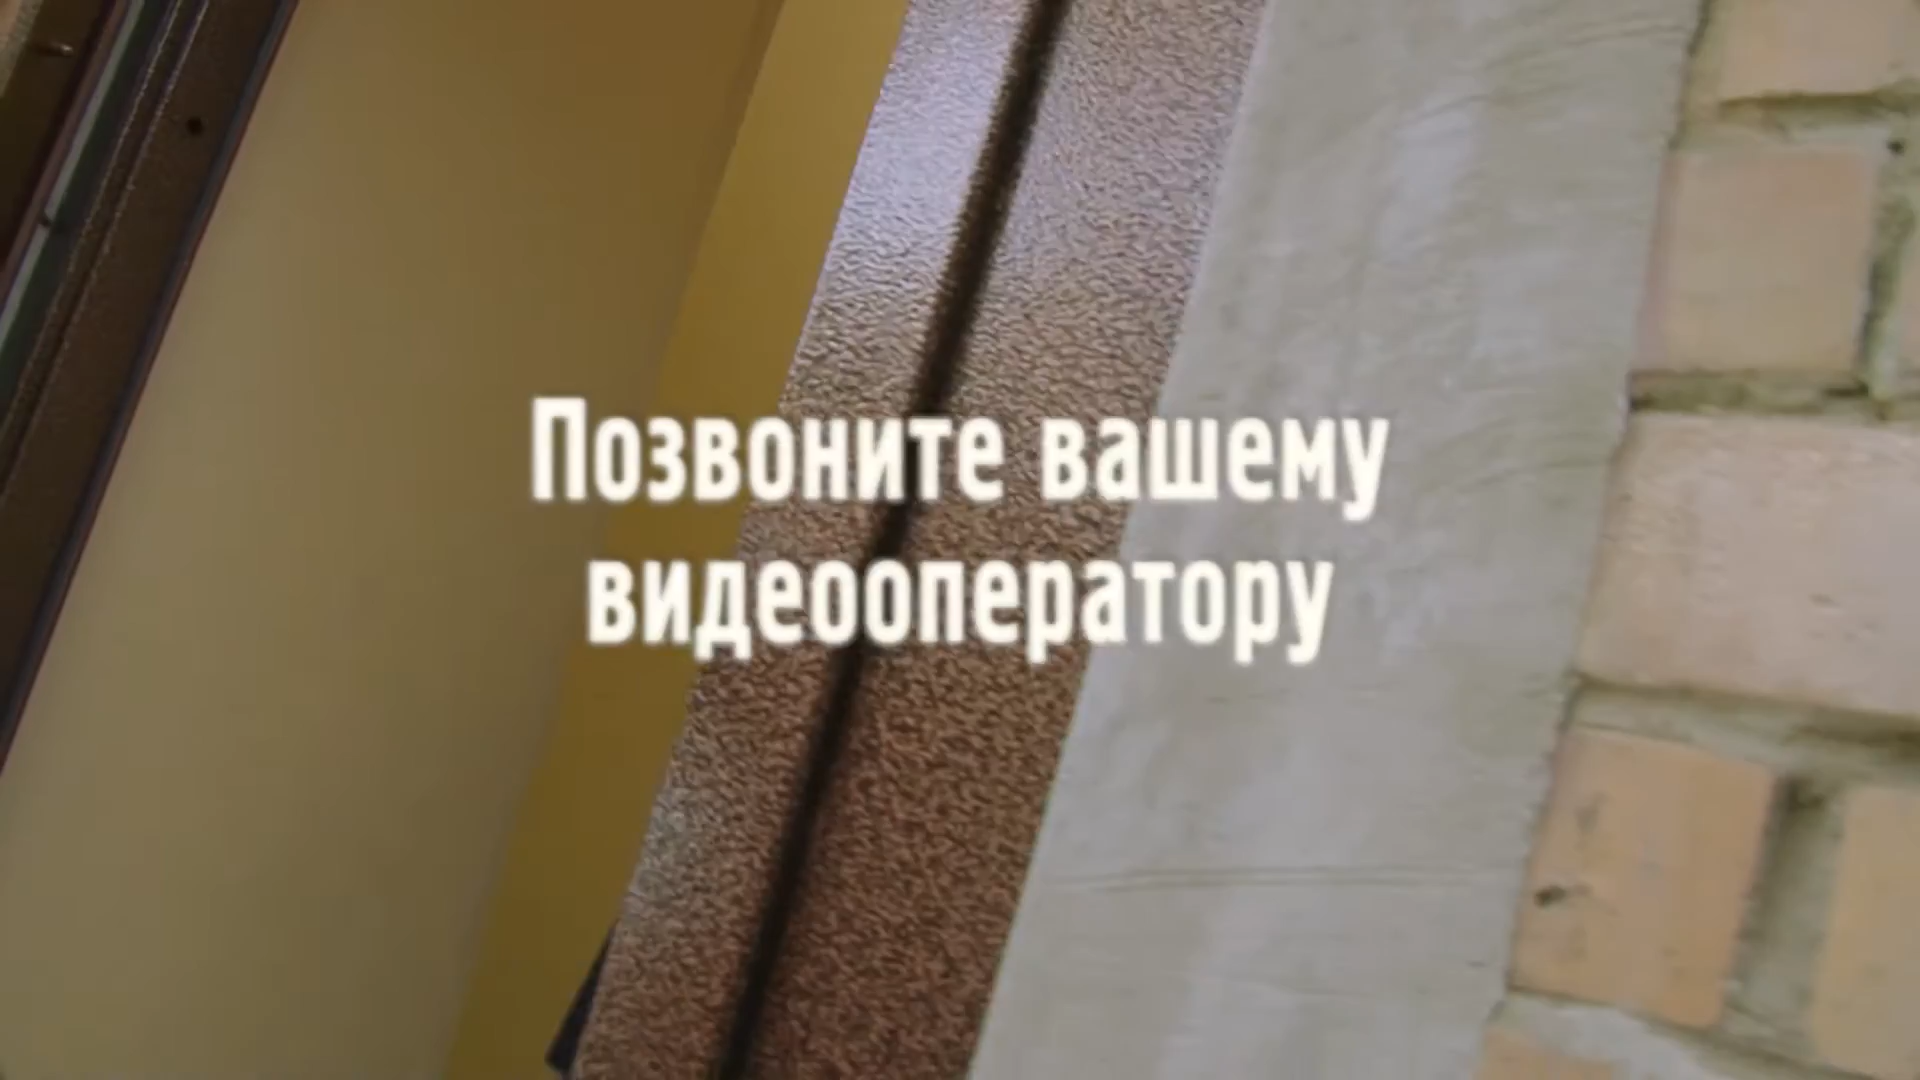 Позвоните вашему
видеооператору